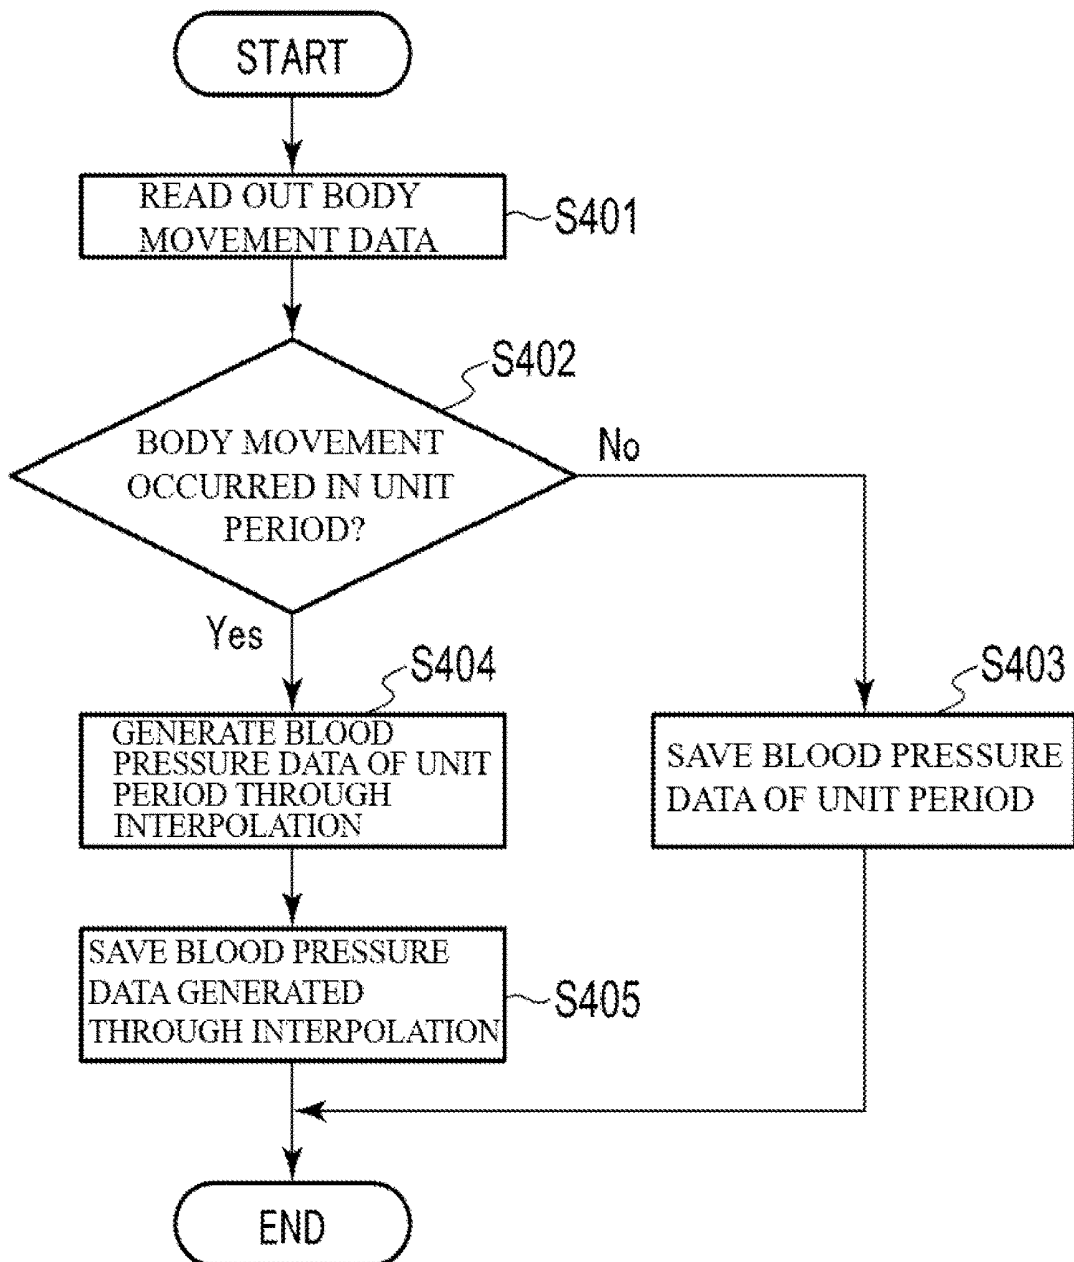 START
READ OUT BODY
MOVEMENT DATA
S401
S402
BODY MOVEMENT
OCCURRED IN UNIT
PERIOD?
No
Yes
S404
GENERATE BLOOD
PRESSURE DATA OF UNIT
PERIOD THROUGH
INTERPOLATION
S403
SAVE BLOOD PRESSURE
DATA OF UNIT PERIOD
SAVE BLOOD PRESSURE
DATA GENERATED
THROUGH INTERPOLATION
S405
END